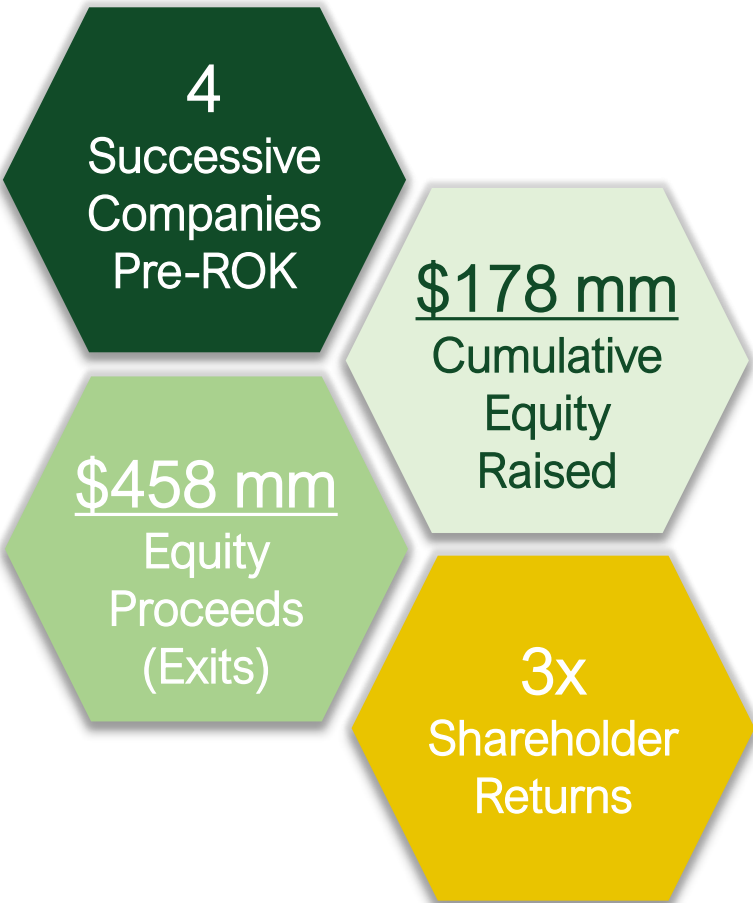 4
Successive
Companies
Pre-ROK
$178 mm
Cumulative
Equity
Raised
$458 mm
Equity
Proceeds
(Exits)
3x
Shareholder
Returns